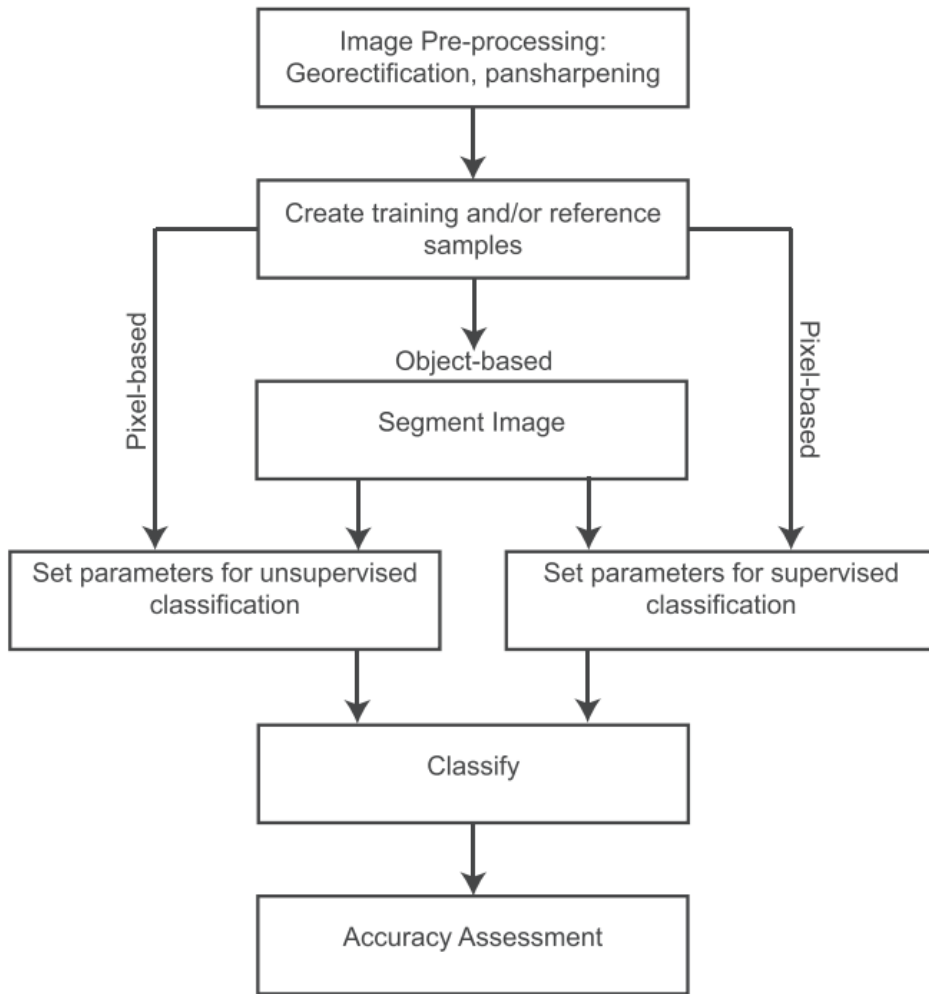 Image Pre-processing:
Georectification, pansharpening
Create training and/or reference
samples
Pixel-based
Object-based
Pixel-based
Segment Image
Set parameters for unsupervised
classification
Set parameters for supervised
classification
Classify
Accuracy Assessment